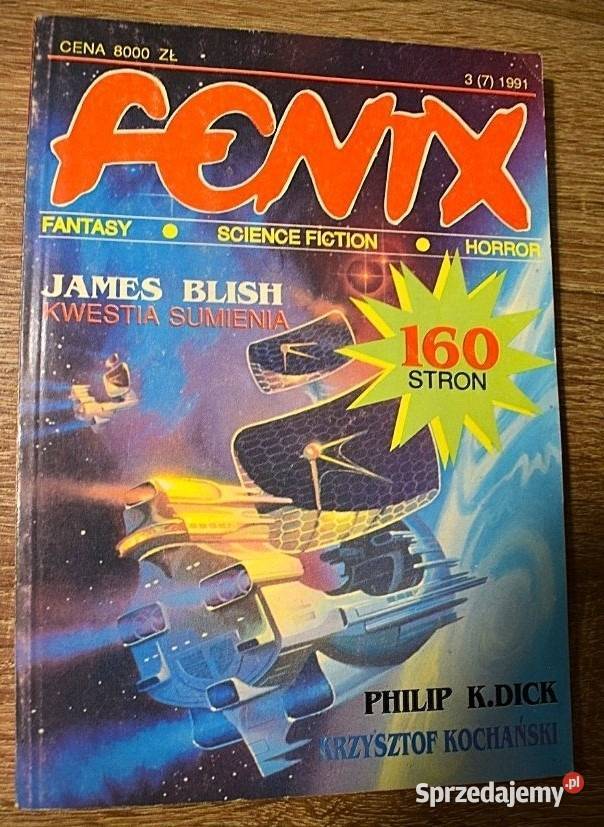 CENA 8000 ZŁ
3 (7) 1991
FENIX
FANTASY • SCIENCE FICTION • HORROR
JAMES BLISH
KWESTIA SUMIENIA
160
STRON
PHILIP K.DICK
KRZYSZTOF KOCHAŃSKI
Sprzedajemy.pl